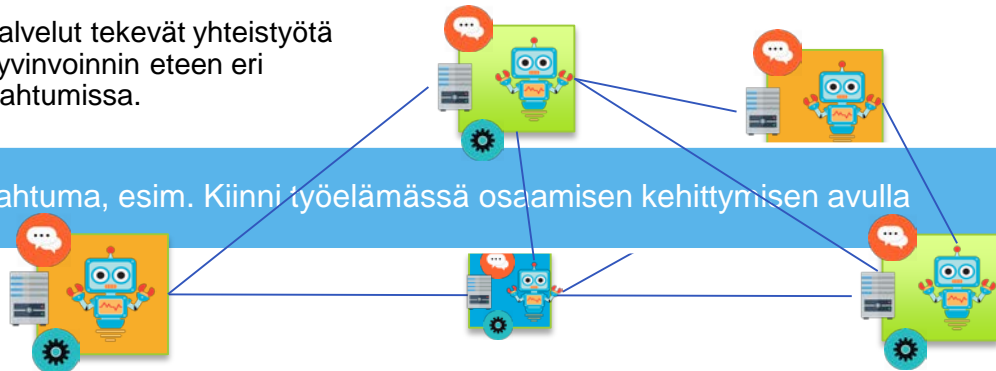 alvelut tekevät yhteistyötä
yvinvoinnin eteen eri
ahtumissa.
ahtuma, esim. Kiinni työelämässä osaamisen kehittymisen avulla